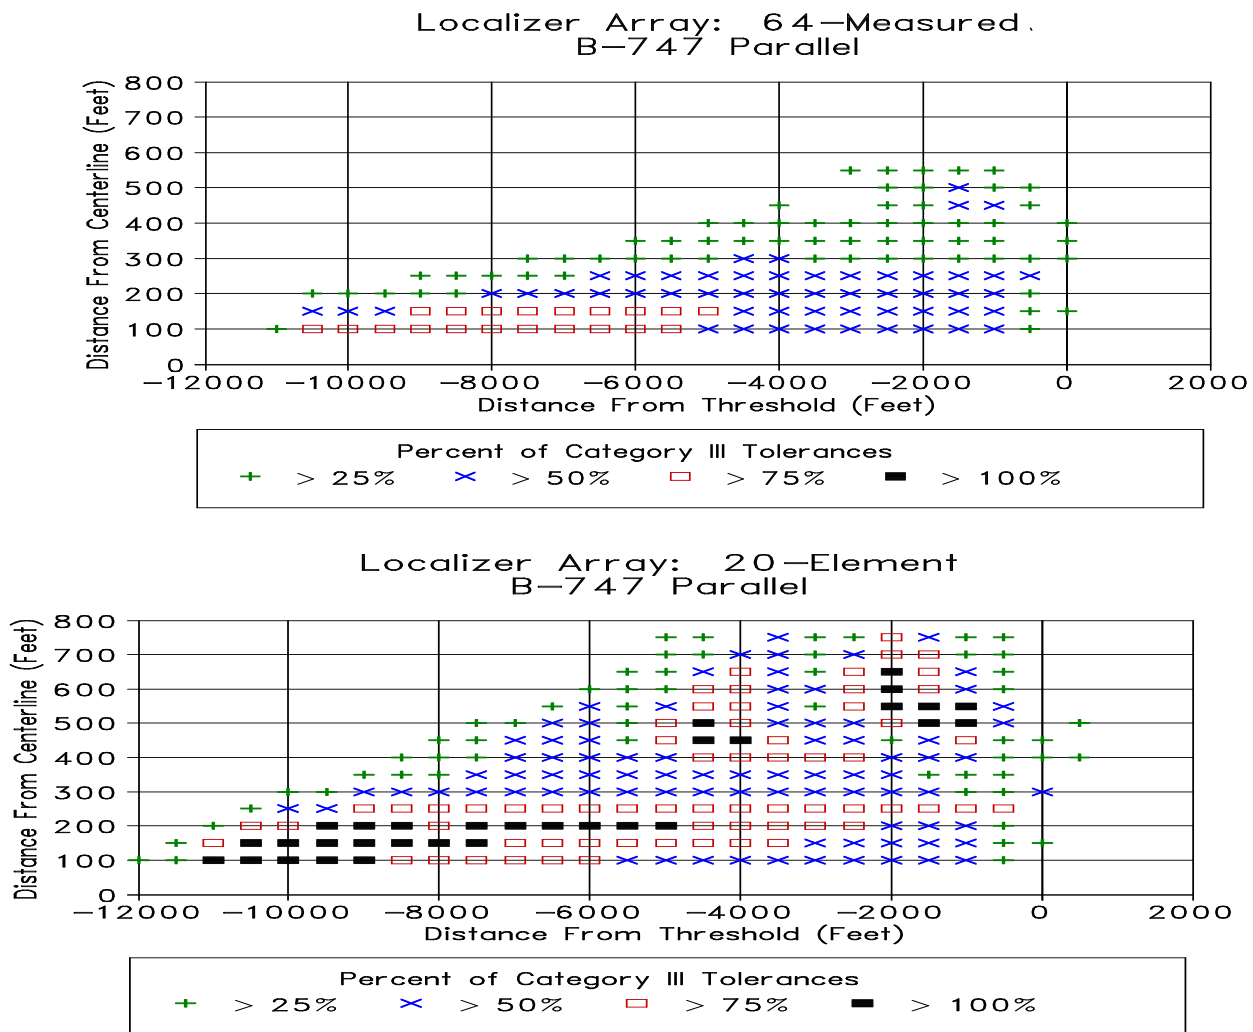 Localizer Array: 64-Measured.
B-747 Parallel
Distance From Centerline (Feet)
800
700
600
500
400
300
200
100
0
-12000 -10000 -8000 -6000 -4000 -2000 0 2000
Distance From Threshold (Feet)
Percent of Category III Tolerances
+ > 25% × > 50% □ > 75% ■ > 100%
Localizer Array: 20-Element
B-747 Parallel
Distance From Centerline (Feet)
800
700
600
500
400
300
200
100
0
-12000 -10000 -8000 -6000 -4000 -2000 0 2000
Distance From Threshold (Feet)
Percent of Category III Tolerances
+ > 25% × > 50% □ > 75% ■ > 100%